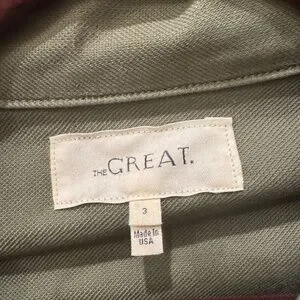 THE GREAT.
3
Made In
USA